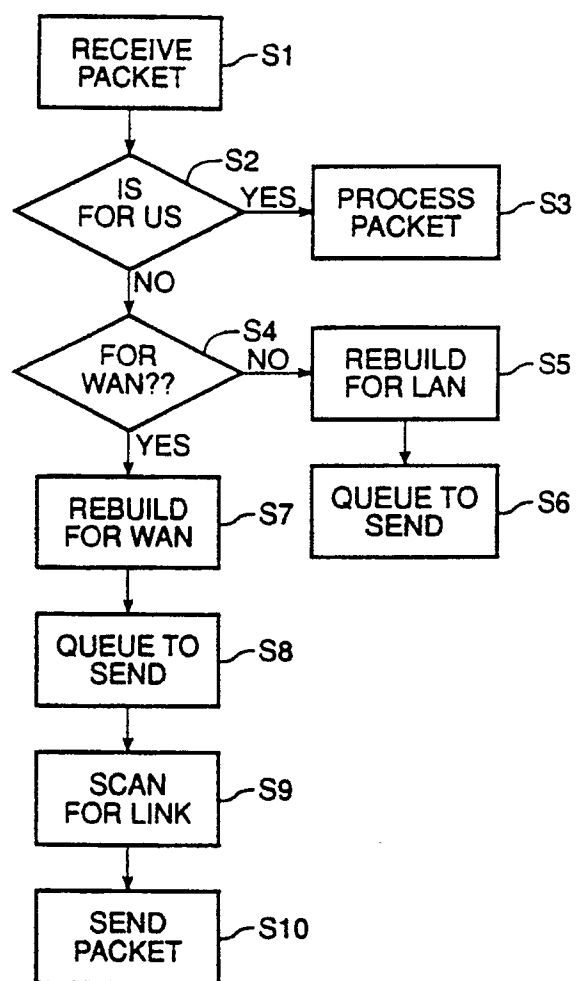 RECEIVE
PACKET
S1
IS
FOR US
S2
YES
PROCESS
PACKET
S3
NO
FOR
WAN??
S4
NO
REBUILD
FOR LAN
S5
YES
QUEUE TO
SEND
S6
REBUILD
FOR WAN
S7
QUEUE TO
SEND
S8
SCAN
FOR LINK
S9
SEND
PACKET
S10